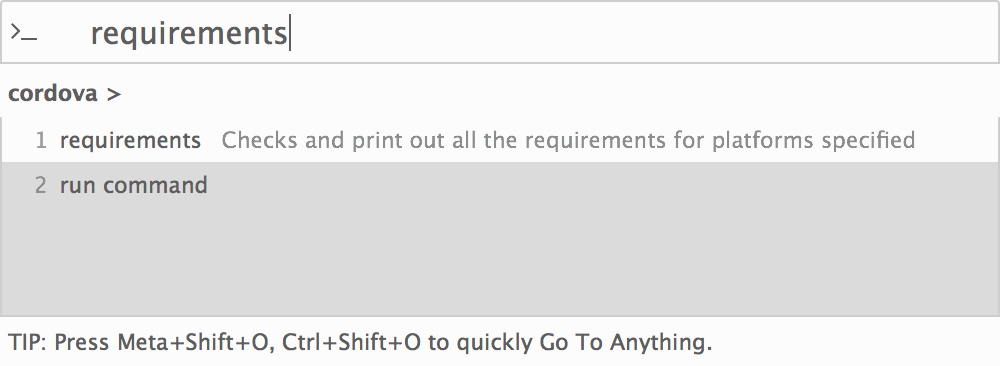 >_ requirements
cordova >
1 requirements Checks and print out all the requirements for platforms specified
2 run command
TIP: Press Meta+Shift+O, Ctrl+Shift+O to quickly Go To Anything.